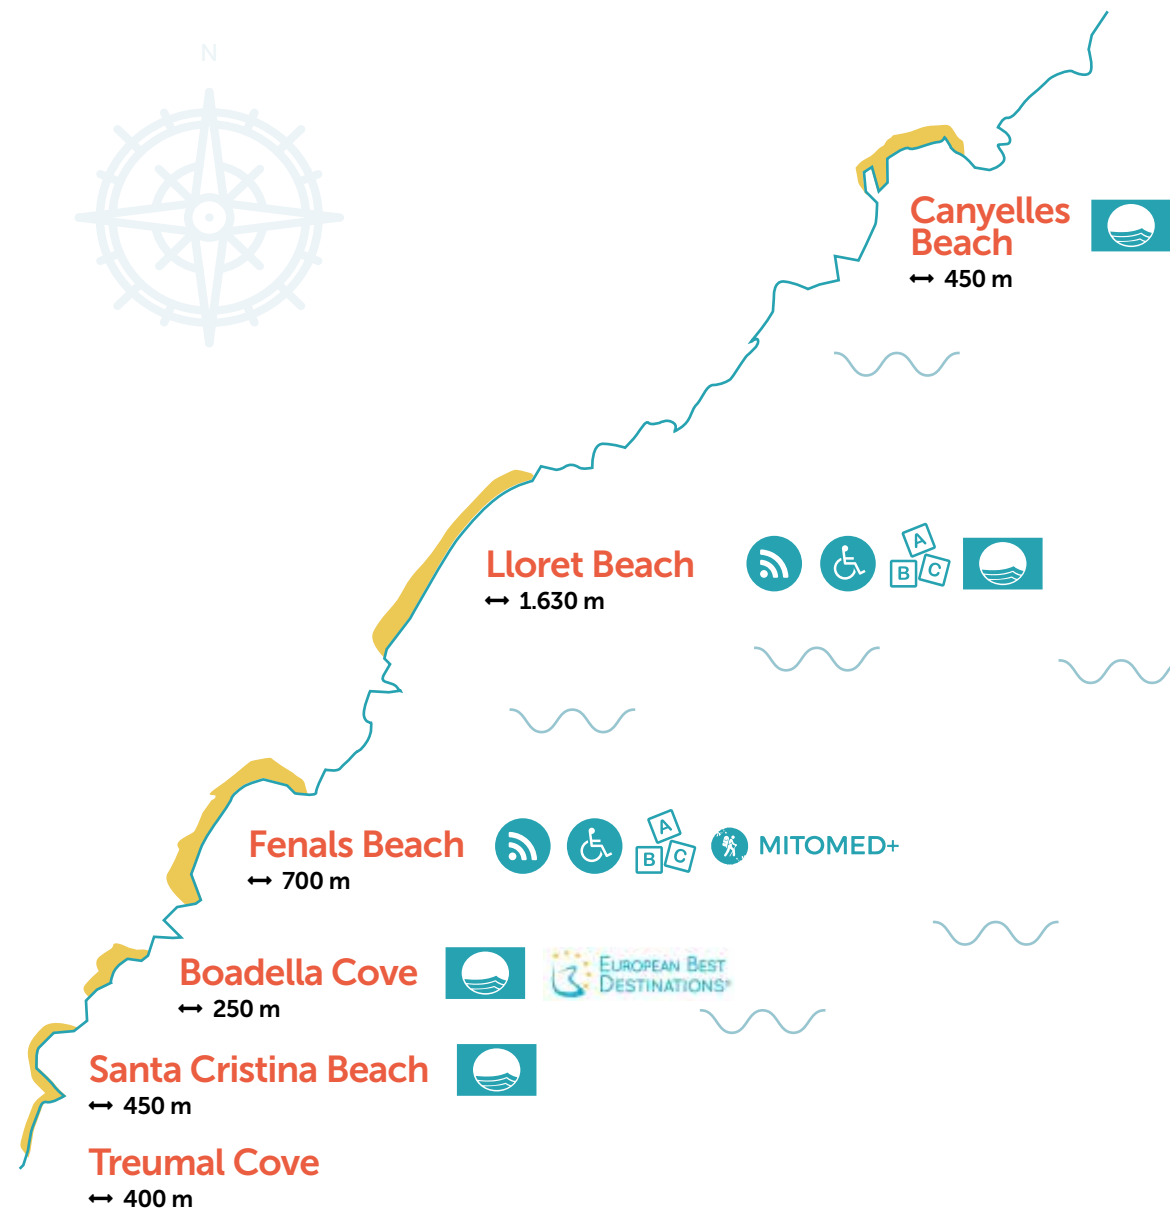 N
Canyelles
Beach
450 m
Lloret Beach
A
B C
1.630 m
Fenals Beach
A
B C
MITOMED+
700 m
Boadella Cove
EUROPEAN BEST
DESTINATIONS®
250 m
Santa Cristina Beach
450 m
Treumal Cove
400 m